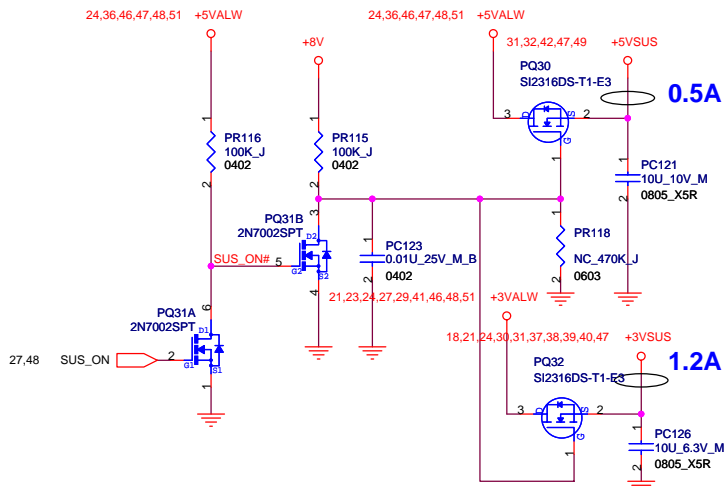 24,36,46,47,48,51 +5VALW
+8V
24,36,46,47,48,51 +5VALW
31,32,42,47,49 +5VSUS
PQ30
SI2316DS-T1-E3
0.5A
3 D S 2
G
1
1
PR116
100K_J
0402
2
1
PR115
100K_J
0402
2
1
PC121
10U_10V_M
0805_X5R
2
PQ31B
2N7002SPT
3
D2
SUS_ON# 5
G2 S2
4
1
PC123
0.01U_25V_M_B
0402
2
1
PR118
NC_470K_J
0603
2
21,23,24,27,29,41,46,48,51
+3VALW
18,21,24,30,31,37,38,39,40,47
+3VSUS
PQ31A
2N7002SPT
6
D1
27,48 SUS_ON 2
G1 S1
1
PQ32
SI2316DS-T1-E3
1.2A
3 D S 2
G
1
1
PC126
10U_6.3V_M
0805_X5R
2